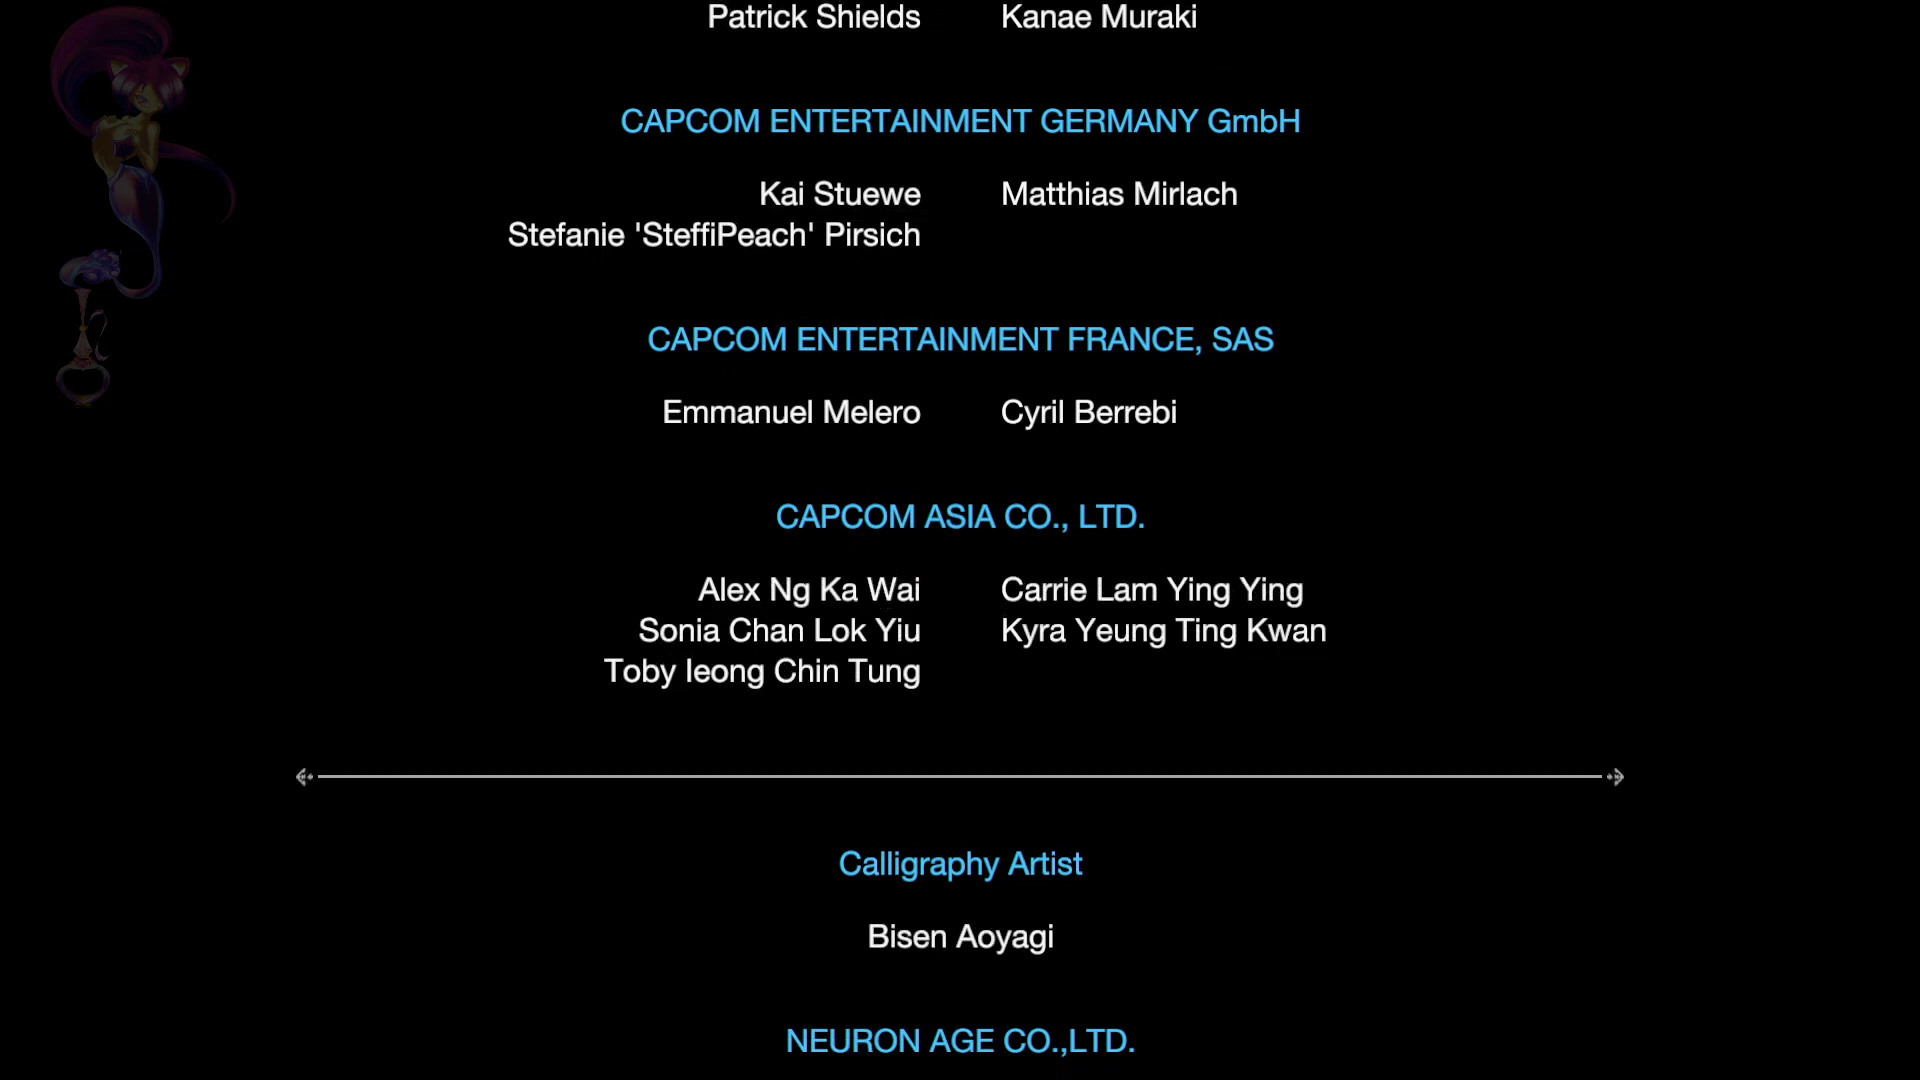 Patrick Shields Kanae Muraki
CAPCOM ENTERTAINMENT GERMANY GmbH
Kai Stuewe Matthias Mirlach
Stefanie 'SteffiPeach' Pirsich
CAPCOM ENTERTAINMENT FRANCE, SAS
Emmanuel Melero Cyril Berrebi
CAPCOM ASIA CO., LTD.
Alex Ng Ka Wai Carrie Lam Ying Ying
Sonia Chan Lok Yiu Kyra Yeung Ting Kwan
Toby Ieong Chin Tung
Calligraphy Artist
Bisen Aoyagi
NEURON AGE CO.,LTD.